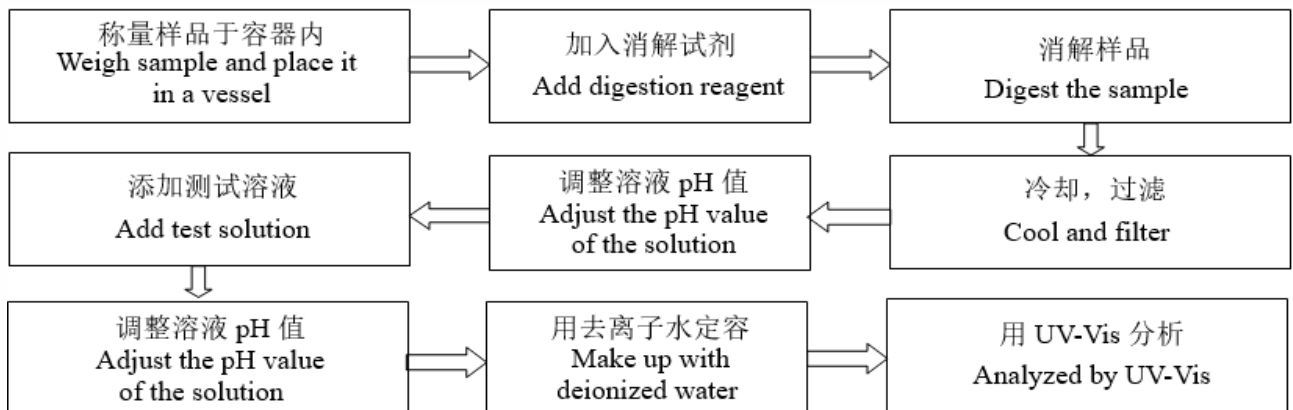 称量样品于容器内
Weigh sample and place it
in a vessel
加入消解试剂
Add digestion reagent
消解样品
Digest the sample
冷却，过滤
Cool and filter
调整溶液 pH 值
Adjust the pH value
of the solution
添加测试溶液
Add test solution
调整溶液 pH 值
Adjust the pH value
of the solution
用去离子水定容
Make up with
deionized water
用 UV-Vis 分析
Analyzed by UV-Vis